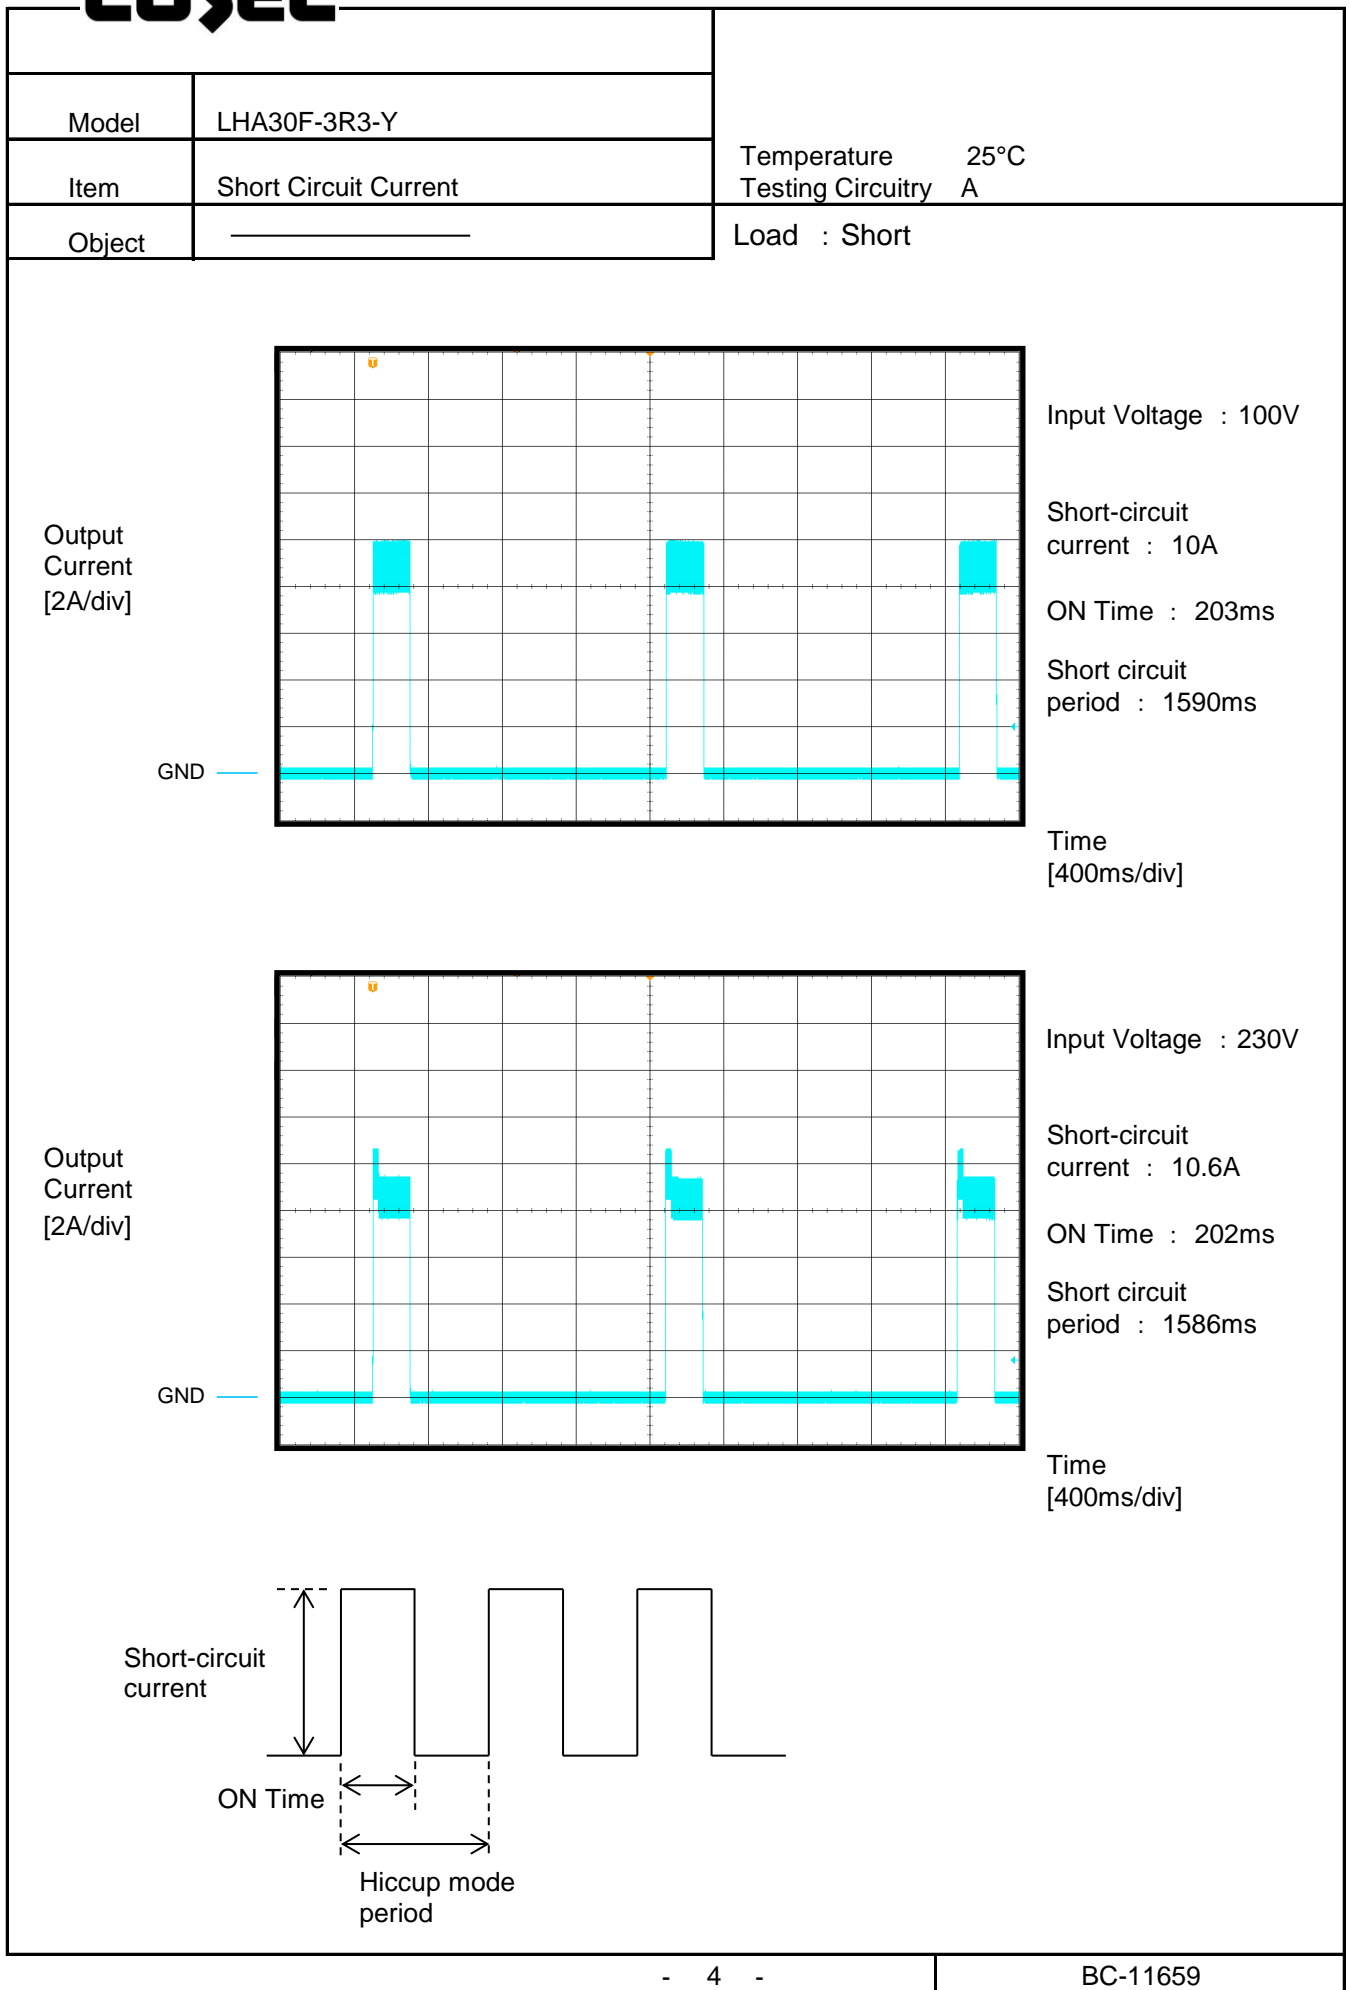 COSEL
Model LHA30F-3R3-Y
Item Short Circuit Current
Temperature 25°C
Testing Circuitry A
Object
Load : Short
T
Input Voltage : 100V
Short-circuit
current : 10A
Output
Current
[2A/div]
ON Time : 203ms
Short circuit
period : 1590ms
GND
Time
[400ms/div]
T
Input Voltage : 230V
Short-circuit
current : 10.6A
Output
Current
[2A/div]
ON Time : 202ms
Short circuit
period : 1586ms
GND
Time
[400ms/div]
Short-circuit
current
ON Time
Hiccup mode
period
- 4 -
BC-11659